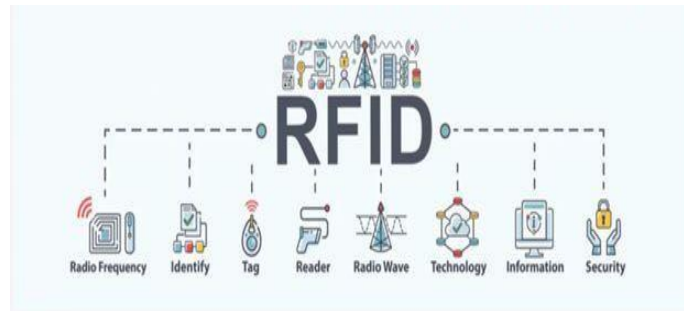 RFID
Radio Frequency
Identify
Tag
Reader
Radio Wave
Technology
Information
Security